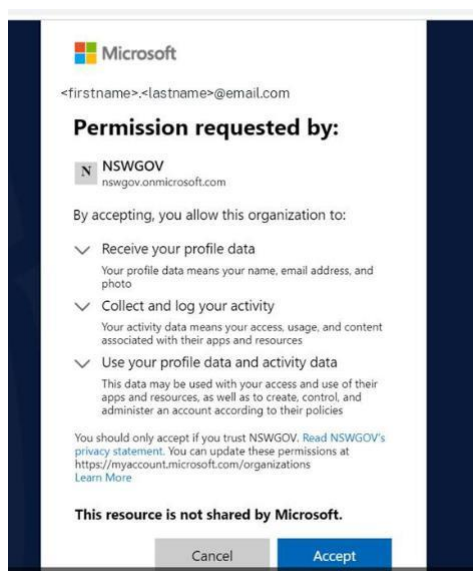 Microsoft
<firstname>.<lastname>@email.com
Permission requested by:
N
NSWGOV
nswgov.onmicrosoft.com
By accepting, you allow this organization to:
Receive your profile data
Your profile data means your name, email address, and
photo
Collect and log your activity
Your activity data means your access, usage, and content
associated with their apps and resources
Use your profile data and activity data
This data may be used with your access and use of their
apps and resources, as well as to create, control, and
administer an account according to their policies
You should only accept if you trust NSWGOV. Read NSWGOV's
privacy statement. You can update these permissions at
https://myaccount.microsoft.com/organizations
Learn More
This resource is not shared by Microsoft.
Cancel
Accept